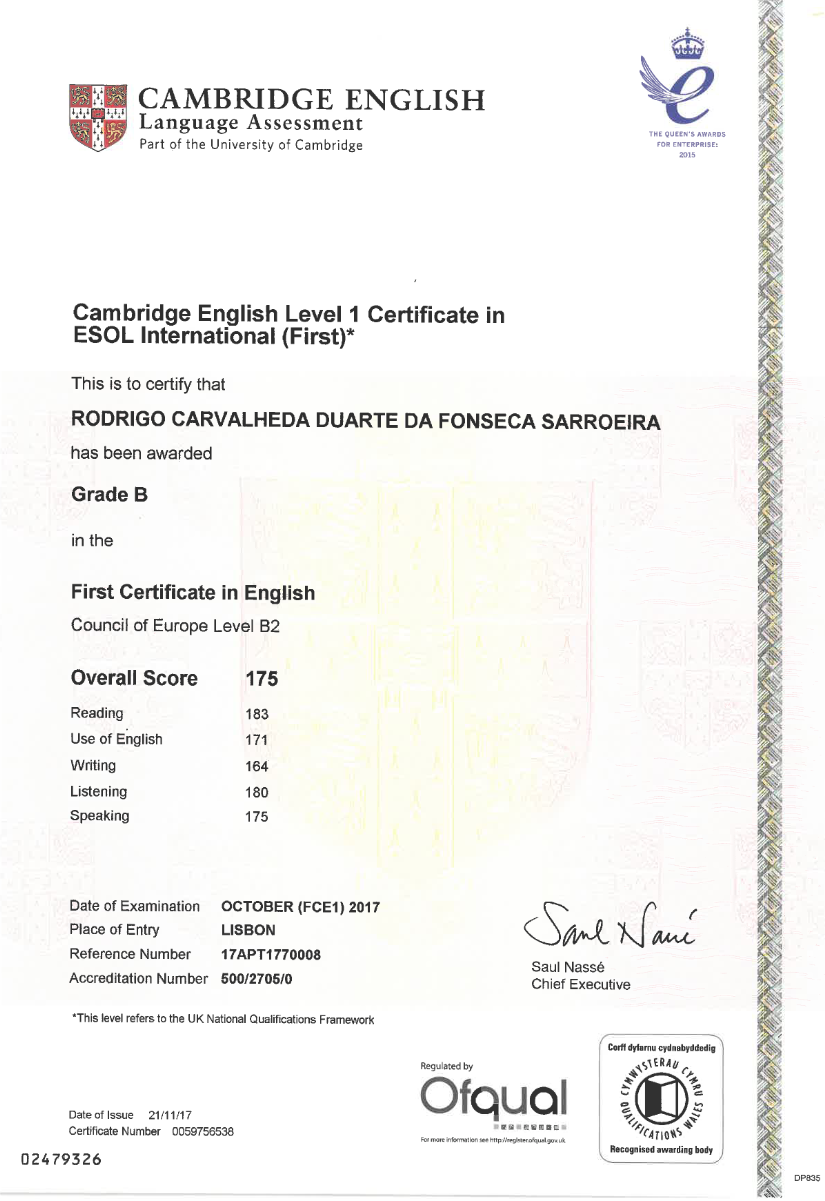 CAMBRIDGE ENGLISH
Language Assessment
Part of the University of Cambridge
THE QUEEN'S AWARDS
FOR ENTERPRISE:
2015
Cambridge English Level 1 Certificate in
ESOL International (First)*
This is to certify that
RODRIGO CARVALHEDA DUARTE DA FONSECA SARROEIRA
has been awarded
Grade B
in the
First Certificate in English
Council of Europe Level B2
Overall Score 175
Reading 183
Use of English 171
Writing 164
Listening 180
Speaking 175
Date of Examination OCTOBER (FCE1) 2017
Place of Entry LISBON
Reference Number 17APT1770008
Accreditation Number 500/2705/0
Saul Nassé
Saul Nassé
Chief Executive
*This level refers to the UK National Qualifications Framework
Regulated by
Ofqual
For more information see http://register.ofqual.gov.uk
Corff dyfarnu cydnabyddedig
CYMWYSTERAU CYMRU
QUALIFICATIONS WALES
Recognised awarding body
Date of Issue 21/11/17
Certificate Number 0059756538
02479326
DP835